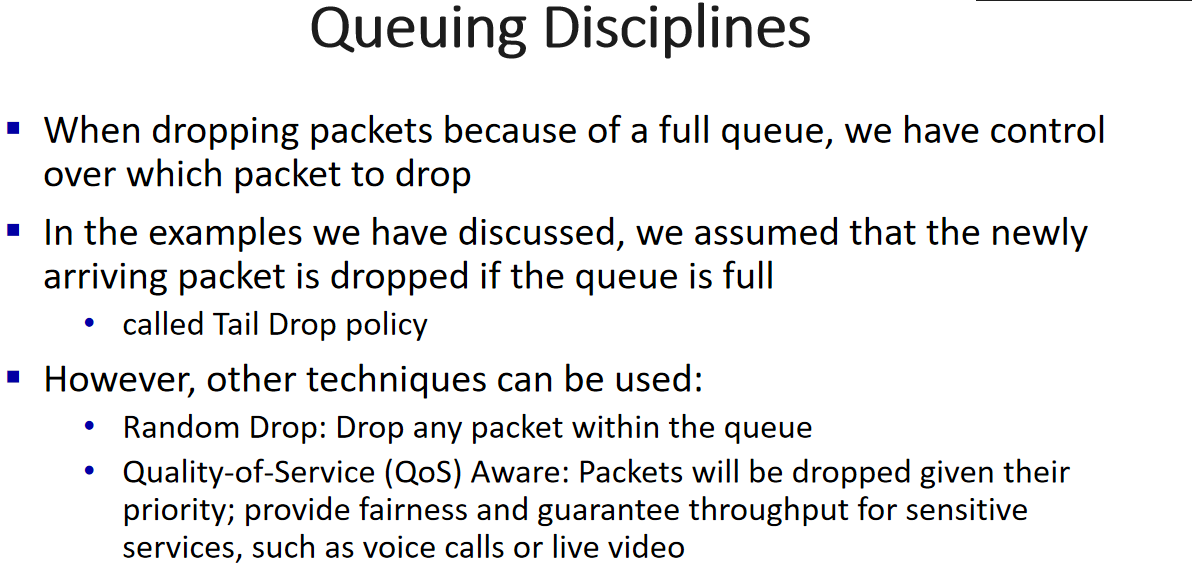 Queuing Disciplines
▪ When dropping packets because of a full queue, we have control
over which packet to drop
▪ In the examples we have discussed, we assumed that the newly
arriving packet is dropped if the queue is full
• called Tail Drop policy
▪ However, other techniques can be used:
• Random Drop: Drop any packet within the queue
• Quality-of-Service (QoS) Aware: Packets will be dropped given their
priority; provide fairness and guarantee throughput for sensitive
services, such as voice calls or live video